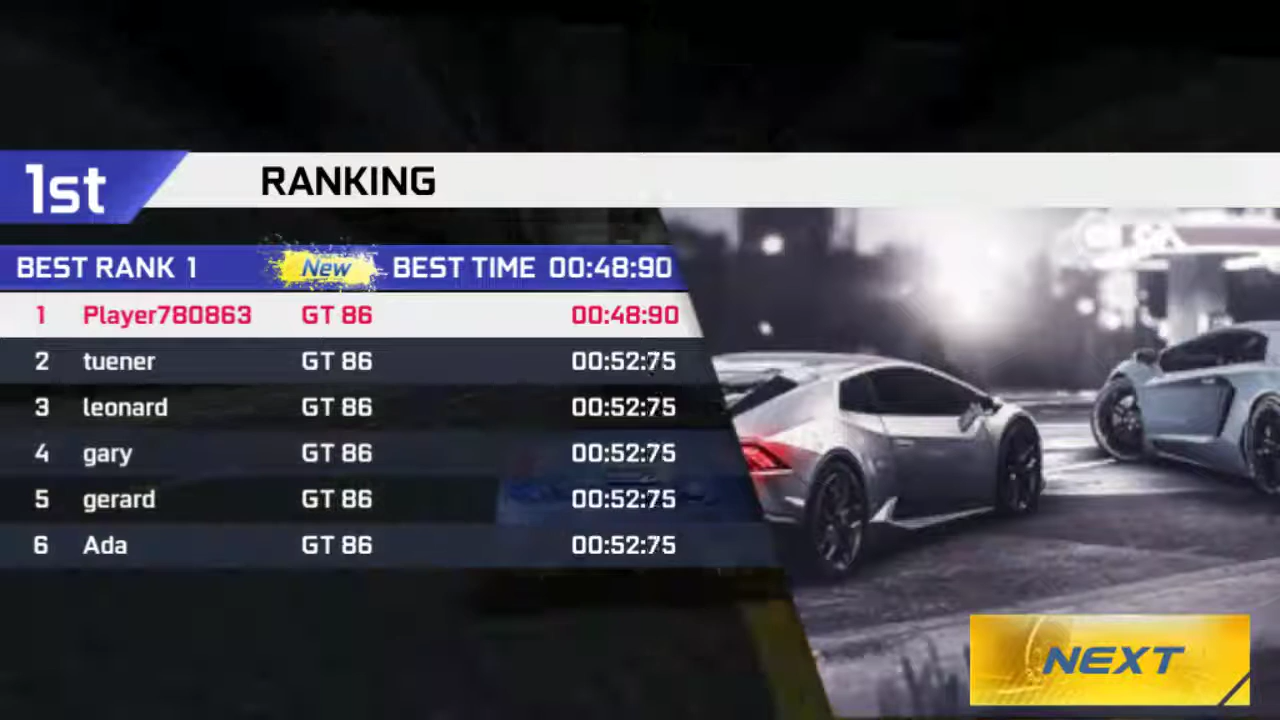 1st RANKING
BEST RANK 1 New BEST TIME 00:48:90
1 Player780863 GT 86 00:48:90
2 tuener GT 86 00:52:75
3 leonard GT 86 00:52:75
4 gary GT 86 00:52:75
5 gerard GT 86 00:52:75
6 Ada GT 86 00:52:75
NEXT